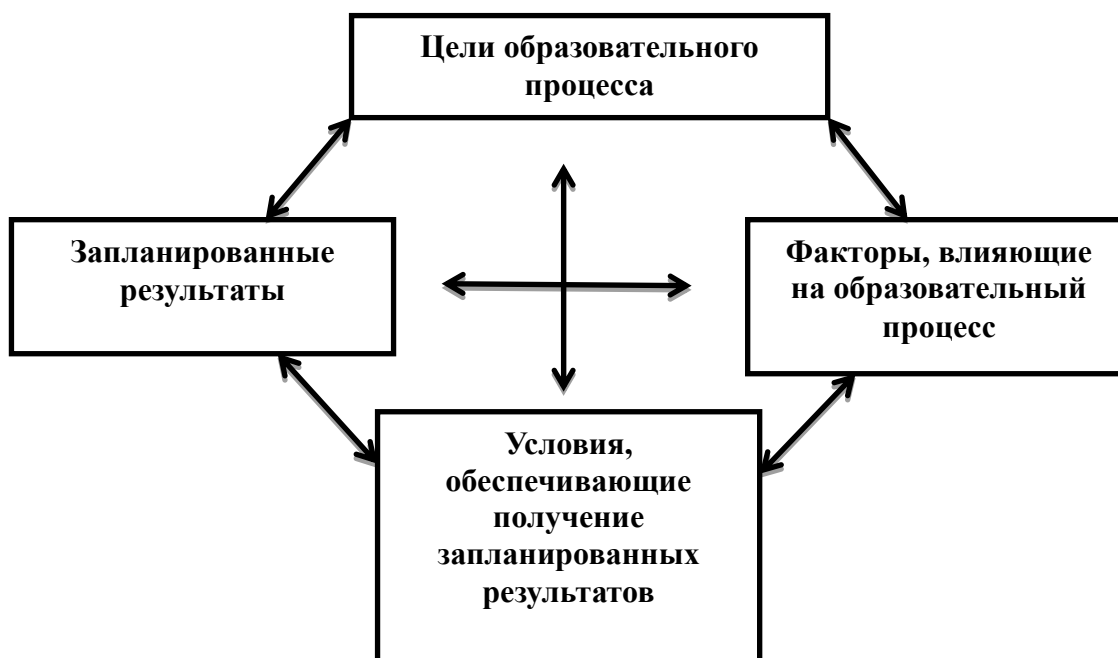 Цели образовательного
процесса
Запланированные
результаты
Факторы, влияющие
на образовательный
процесс
Условия,
обеспечивающие
получение
запланированных
результатов